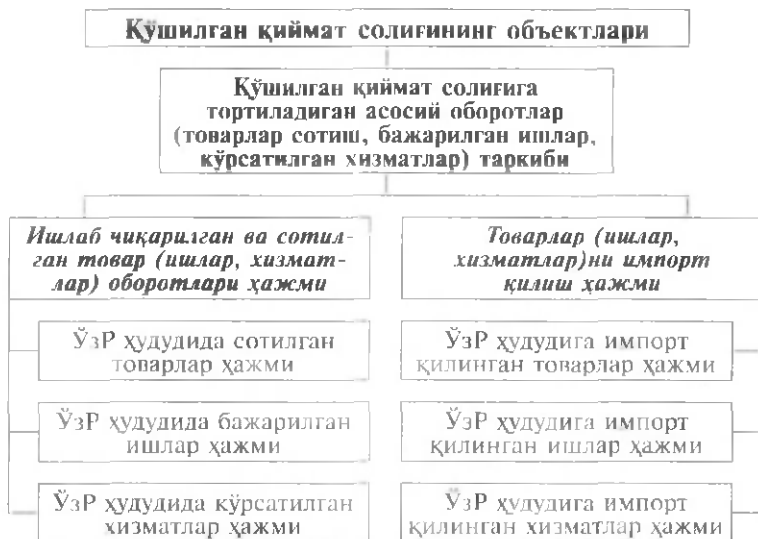 Қўшилган қиймат солиғининг объектлари
Қўшилган қиймат солиғига
тортиладиган асосий оборотлар
(товарлар сотиш, бажарилган ишлар,
кўрсатилган хизматлар) таркиби
Ишлаб чиқарилган ва сотил-
ган товар (ишлар, хизмат-
лар) оборотлари ҳажми
ЎзР ҳудудида сотилган
товарлар ҳажми
ЎзР ҳудудида бажарилган
ишлар ҳажми
ЎзР ҳудудида кўрсатилган
хизматлар ҳажми
Товарлар (ишлар,
хизматлар)ни импорт
қилиш ҳажми
ЎзР ҳудудига импорт
қилинган товарлар ҳажми
ЎзР ҳудудига импорт
қилинган ишлар ҳажми
ЎзР ҳудудига импорт
қилинган хизматлар ҳажми